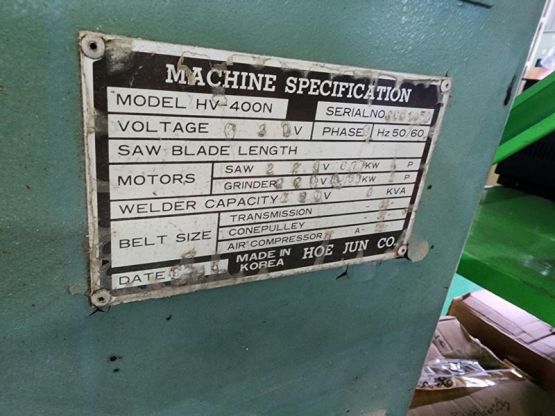 MACHINE SPECIFICATION
MODEL HV-400N SERIAL NO.
VOLTAGE V PHASE Hz 50/60
SAW BLADE LENGTH
MOTORS SAW V KW P
GRINDER V KW P
WELDER CAPACITY V KVA
BELT SIZE TRANSMISSION
CONEPULLEY
AIR COMPRESSOR A-
DATE MADE IN KOREA HOE JUN CO.